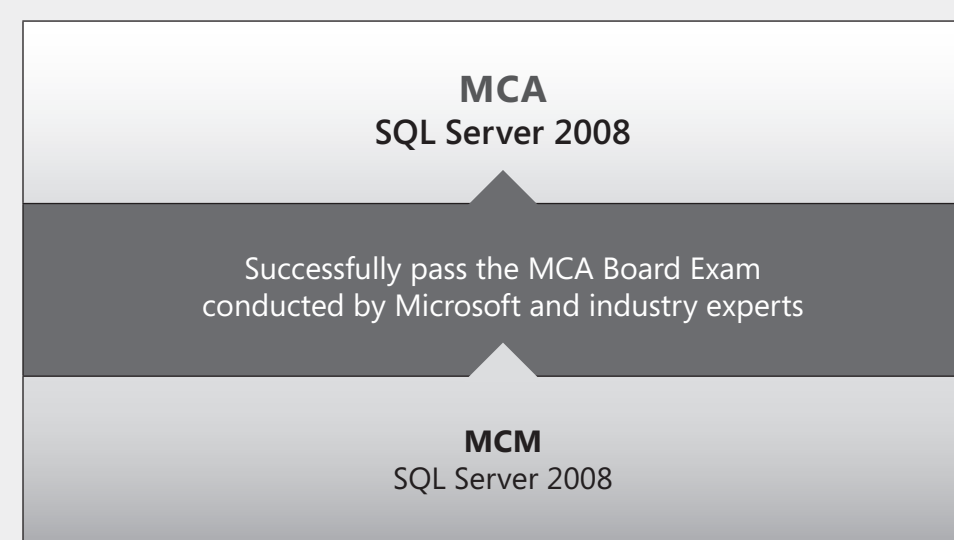 MCA
SQL Server 2008
Successfully pass the MCA Board Exam
conducted by Microsoft and industry experts
MCM
SQL Server 2008